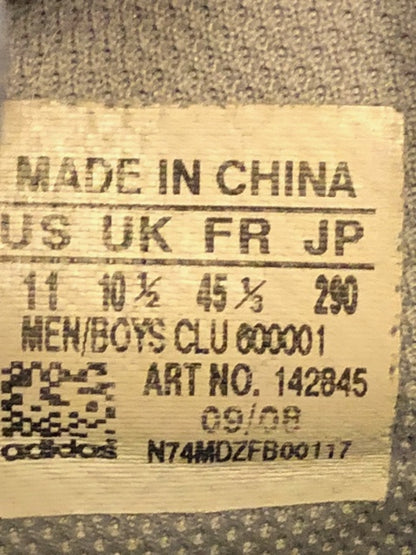 MADE IN CHINA
US UK FR JP
11 10 ½ 45 ⅓ 290
MEN/BOYS CLU 600001
ART NO. 142845
09/08
adidas N74MDZFB00117